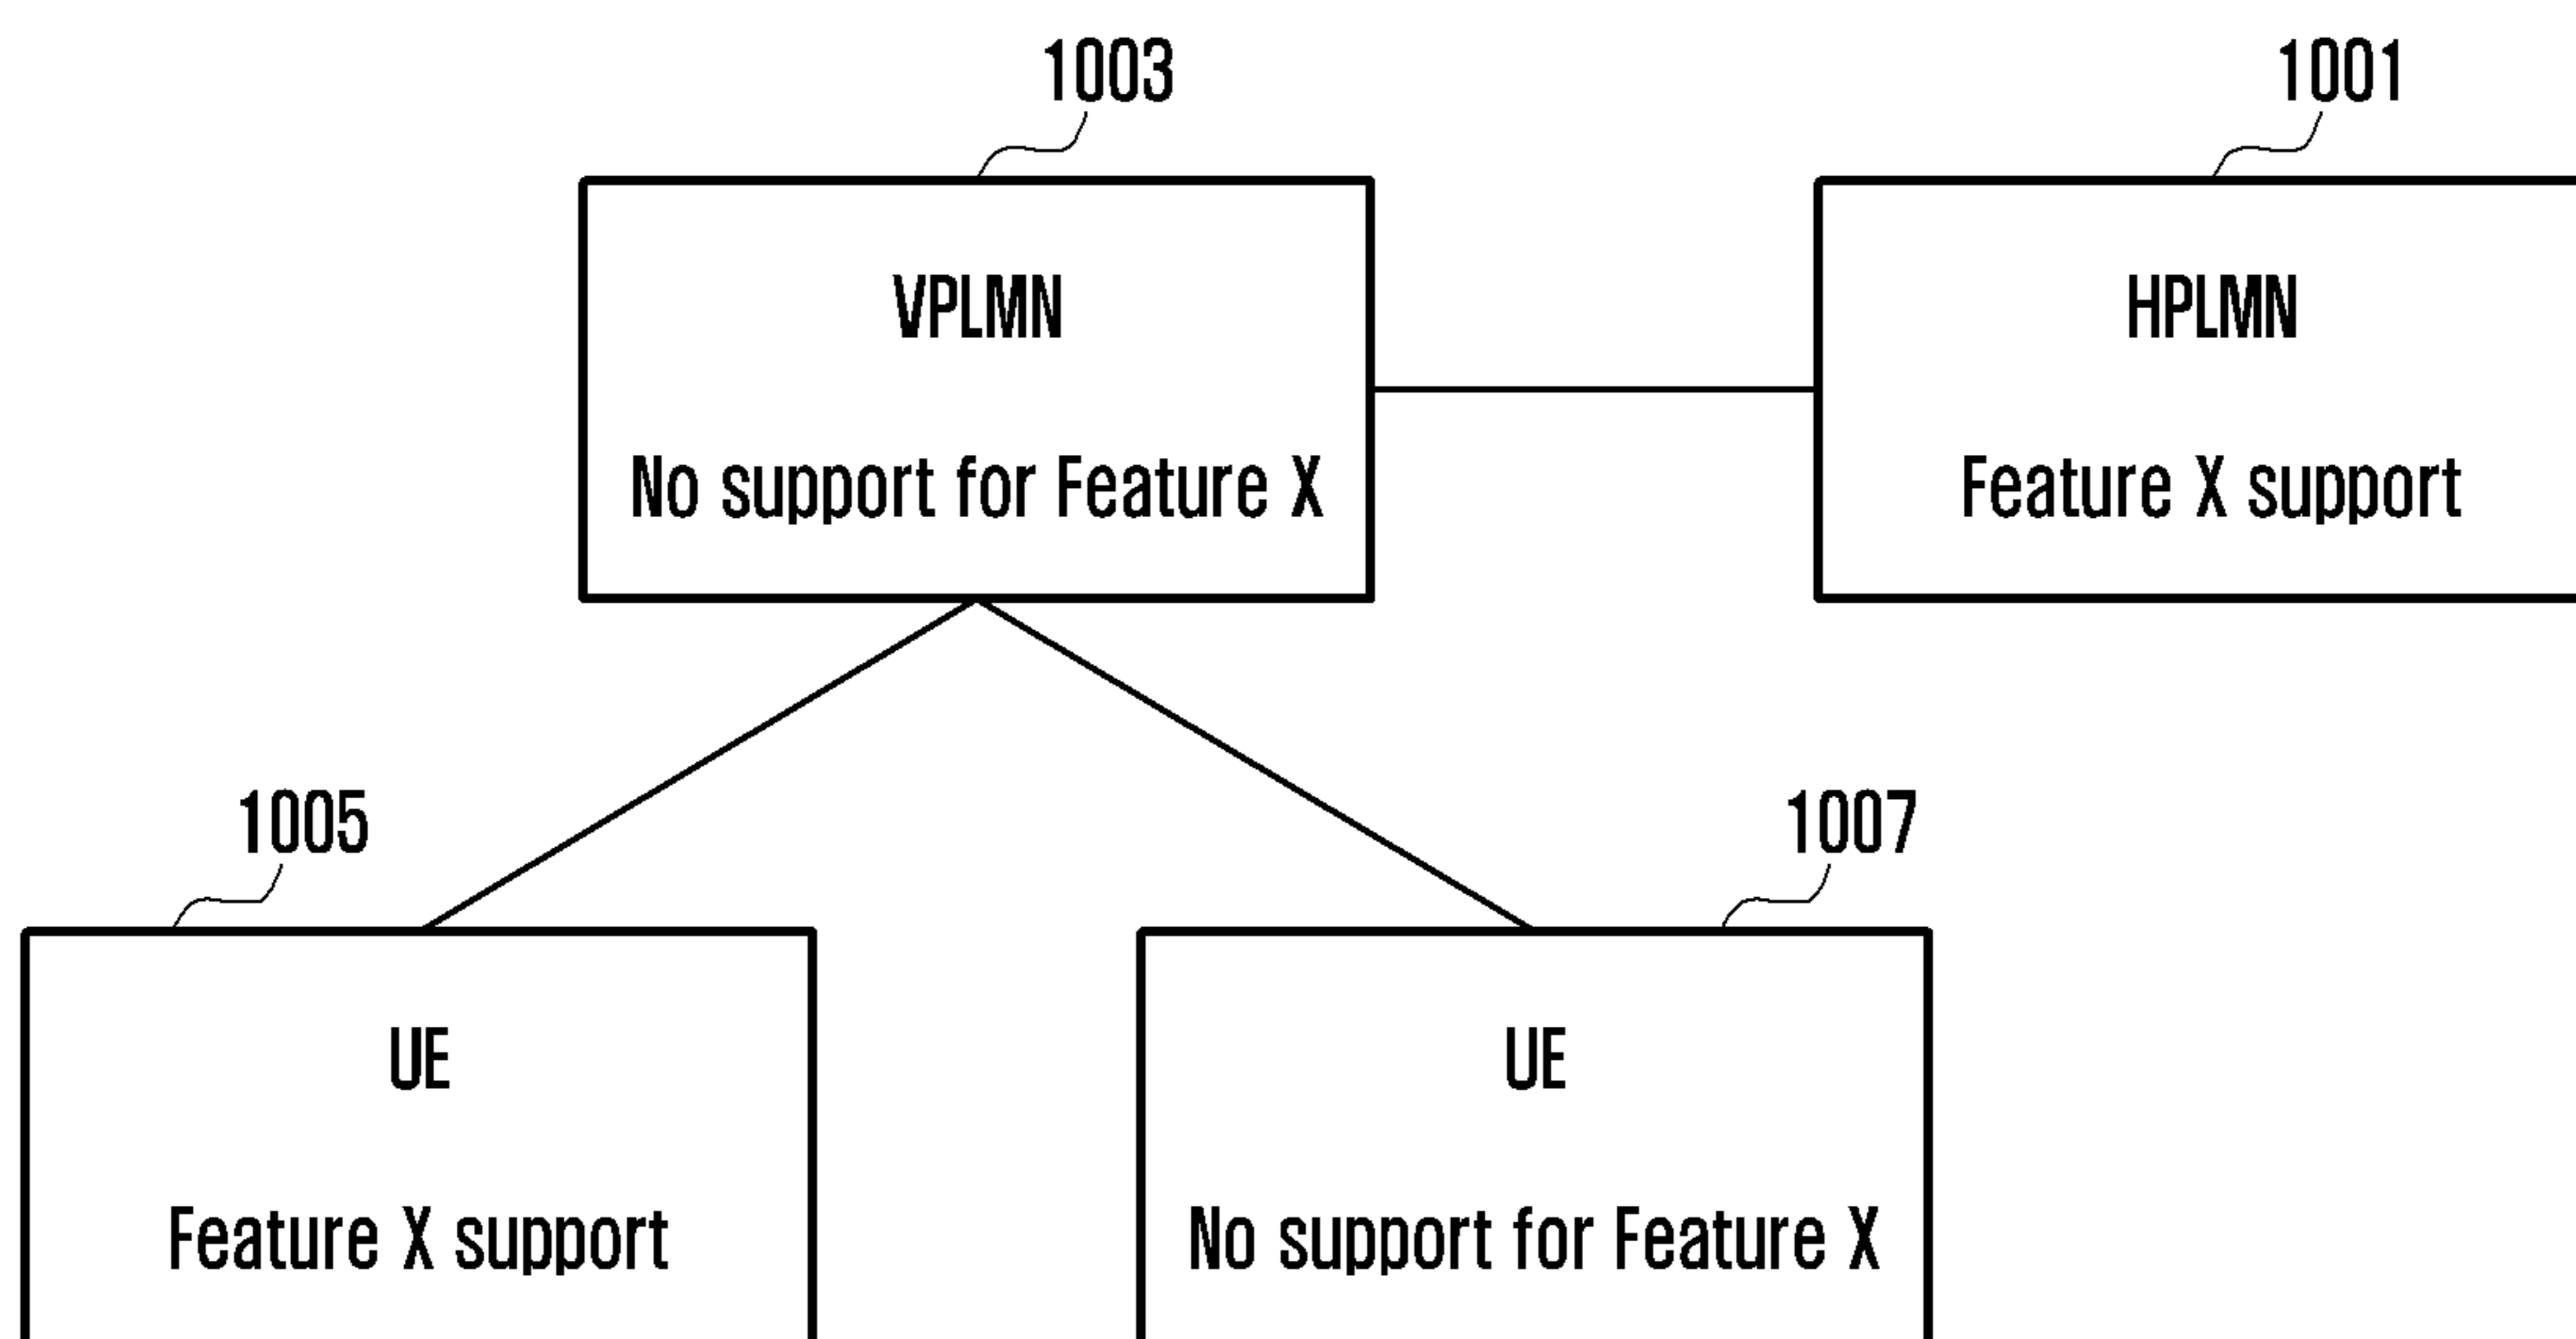 1003
1001
VPLMN
HPLMN
No support for Feature X
Feature X support
1005
1007
UE
UE
Feature X support
No support for Feature X